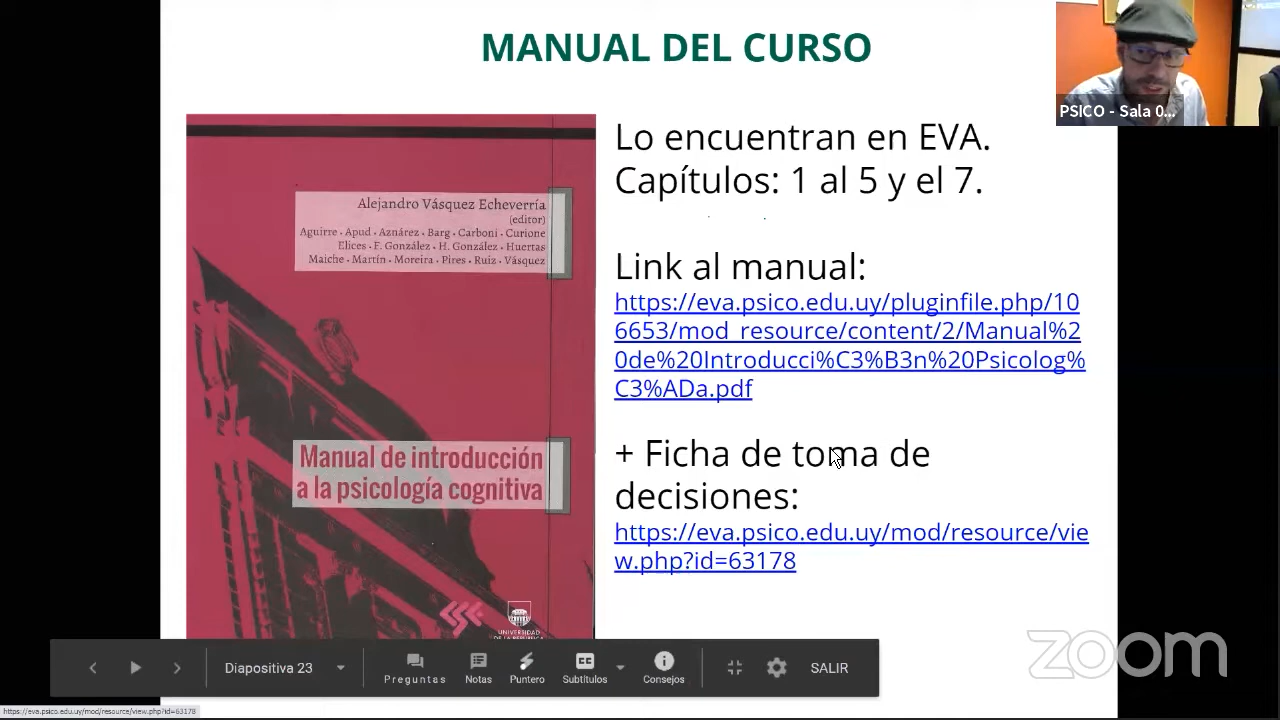 MANUAL DEL CURSO
PSICO - Sala 0...
Alejandro Vásquez Echeverría
(editor)
Aguirre • Apud • Aznárez • Barg • Carboni • Curione
Elices • F. González • H. González • Huertas
Maiche • Martín • Moreira • Pires • Ruiz • Vásquez
Manual de introducción
a la psicología cognitiva
UNIVERSIDAD
DE LA REPÚBLICA
Lo encuentran en EVA.
Capítulos: 1 al 5 y el 7.
Link al manual:
https://eva.psico.edu.uy/pluginfile.php/10
6653/mod_resource/content/2/Manual%2
0de%20Introducci%C3%B3n%20Psicolog%
C3%ADa.pdf
+ Ficha de toma de
decisiones:
https://eva.psico.edu.uy/mod/resource/vie
w.php?id=63178
zoom
Diapositiva 23
Preguntas
Notas
Puntero
CC
Subtítulos
Consejos
SALIR
https://eva.psico.edu.uy/mod/resource/view.php?id=63178